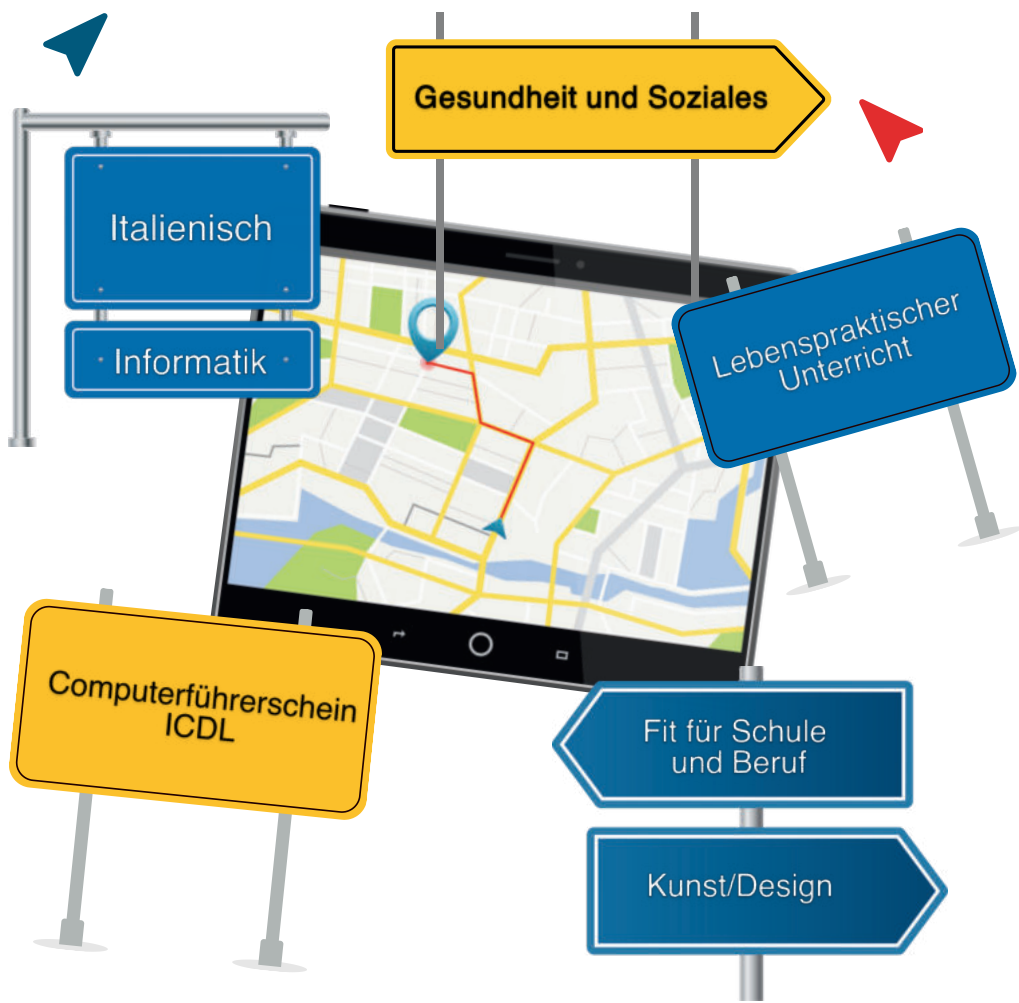 Gesundheit und Soziales
Italienisch
Informatik
Lebenspraktischer
Unterricht
Computerführerschein
ICDL
Fit für Schule
und Beruf
Kunst/Design